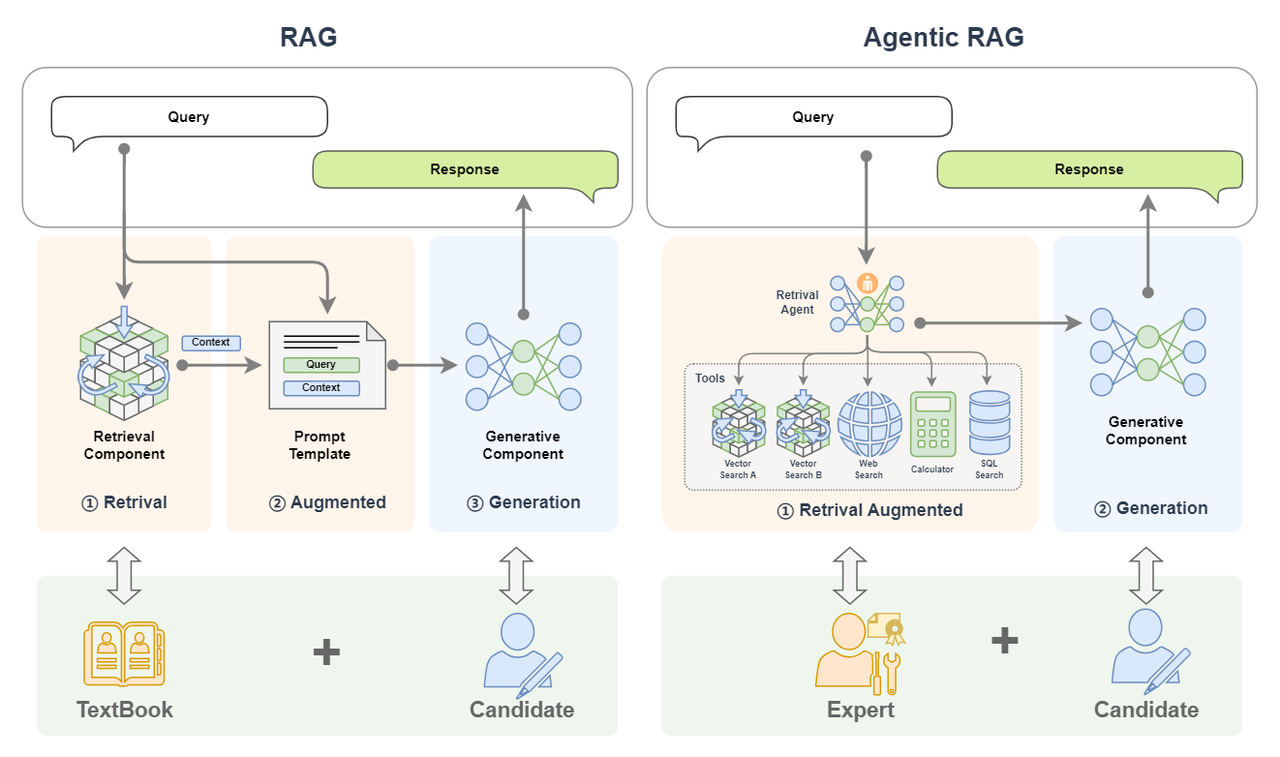 RAG
Query
Response
Context
Query
Context
Retrieval
Component
Prompt
Template
Generative
Component
① Retrival
② Augmented
③ Generation
TextBook
+
Candidate
Agentic RAG
Query
Response
Retrival
Agent
Tools
Vector
Search A
Vector
Search B
Web
Search
Calculator
SQL
Search
Generative
Component
① Retrival Augmented
② Generation
Expert
+
Candidate